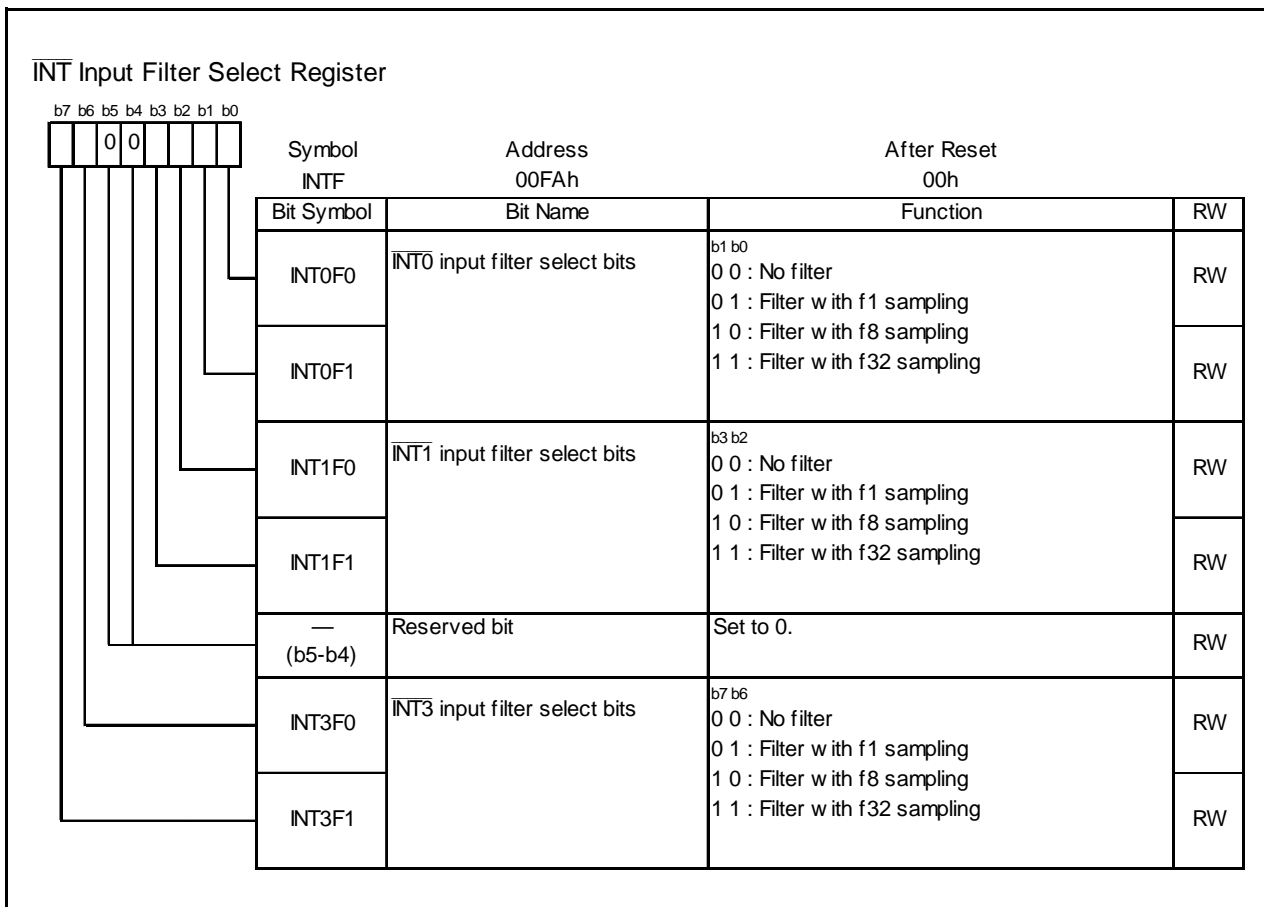 INT Input Filter Select Register
b7 b6 b5 b4 b3 b2 b1 b0
0 0
Symbol Address After Reset
INTF 00FAh 00h
Bit Symbol Bit Name Function RW
INT0F0 INT0 input filter select bits b1 b0
0 0 : No filter
0 1 : Filter with f1 sampling
1 0 : Filter with f8 sampling
1 1 : Filter with f32 sampling
RW
INT0F1 RW
INT1F0 INT1 input filter select bits b3 b2
0 0 : No filter
0 1 : Filter with f1 sampling
1 0 : Filter with f8 sampling
1 1 : Filter with f32 sampling
RW
INT1F1 RW
—
(b5-b4) Reserved bit Set to 0. RW
INT3F0 INT3 input filter select bits b7 b6
0 0 : No filter
0 1 : Filter with f1 sampling
1 0 : Filter with f8 sampling
1 1 : Filter with f32 sampling
RW
INT3F1 RW